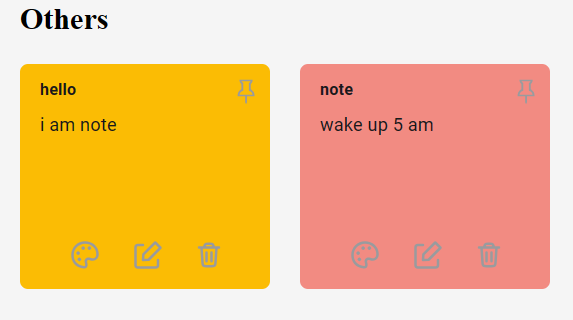 Others
hello
i am note
note
wake up 5 am